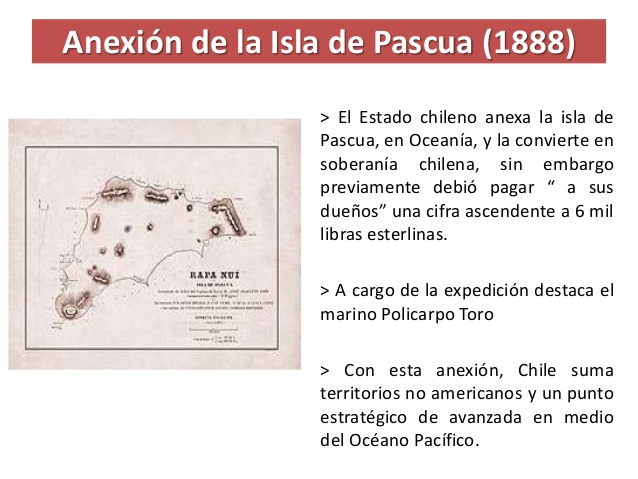 Anexión de la Isla de Pascua (1888)
> El Estado chileno anexa la isla de
Pascua, en Oceanía, y la convierte en
soberanía chilena, sin embargo
previamente debió pagar “ a sus
dueños” una cifra ascendente a 6 mil
libras esterlinas.
> A cargo de la expedición destaca el
marino Policarpo Toro
> Con esta anexión, Chile suma
territorios no americanos y un punto
estratégico de avanzada en medio
del Océano Pacífico.
RAPA NUI
ISLA DE PASCUA